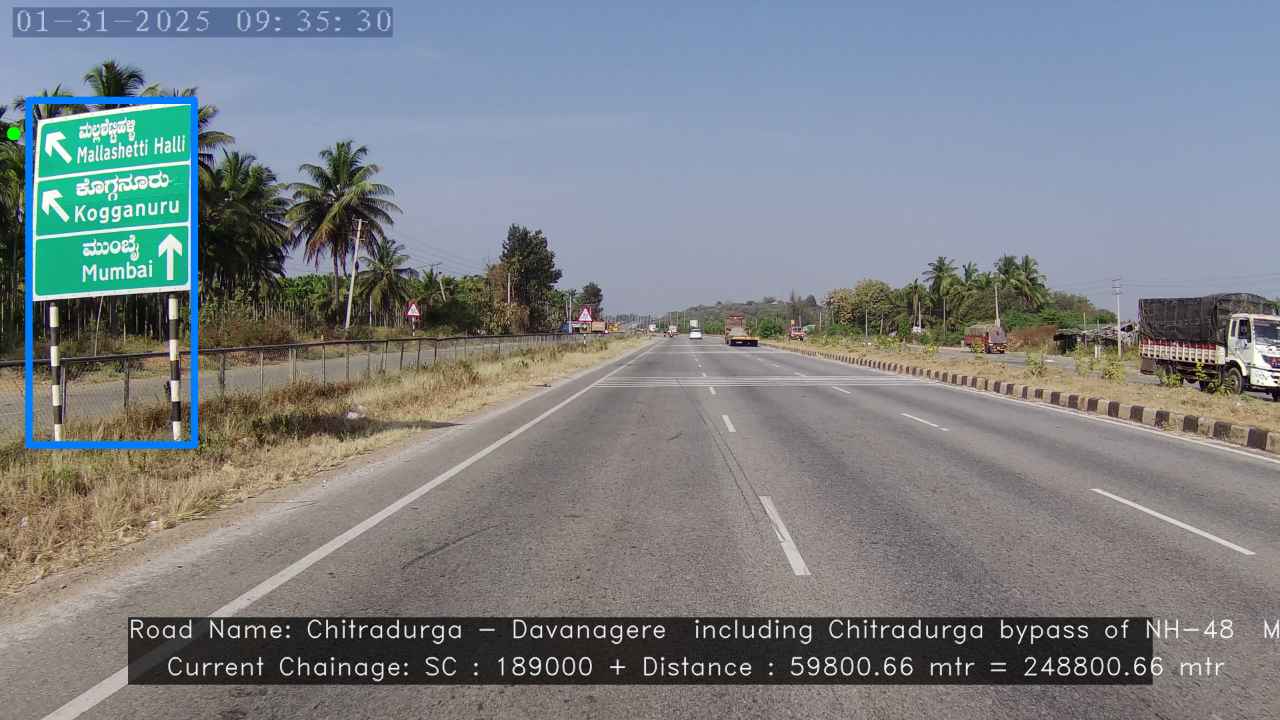 01-31-2025 09:35:30
ಮಲ್ಲಶೆಟ್ಟಿಹಳ್ಳಿ
Mallashetti Halli
ಕೊಗ್ಗನೂರು
Kogganuru
ಮುಂಬೈ
Mumbai
Road Name: Chitradurga - Davanagere including Chitradurga bypass of NH-48 M
Current Chainage: SC : 189000 + Distance : 59800.66 mtr = 248800.66 mtr